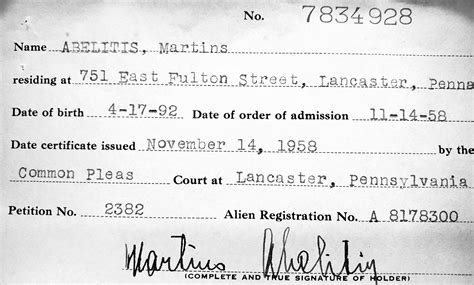 No. 7834928
Name ABELITIS, Martins
residing at 751 East Fulton Street, Lancaster, Penna
Date of birth 4-17-92 Date of order of admission 11-14-58
Date certificate issued November 14, 1958 by the
Common Pleas Court at Lancaster, Pennsylvania
Petition No. 2382 Alien Registration No. A 8178300
Martins Abelitis
(COMPLETE AND TRUE SIGNATURE OF HOLDER)